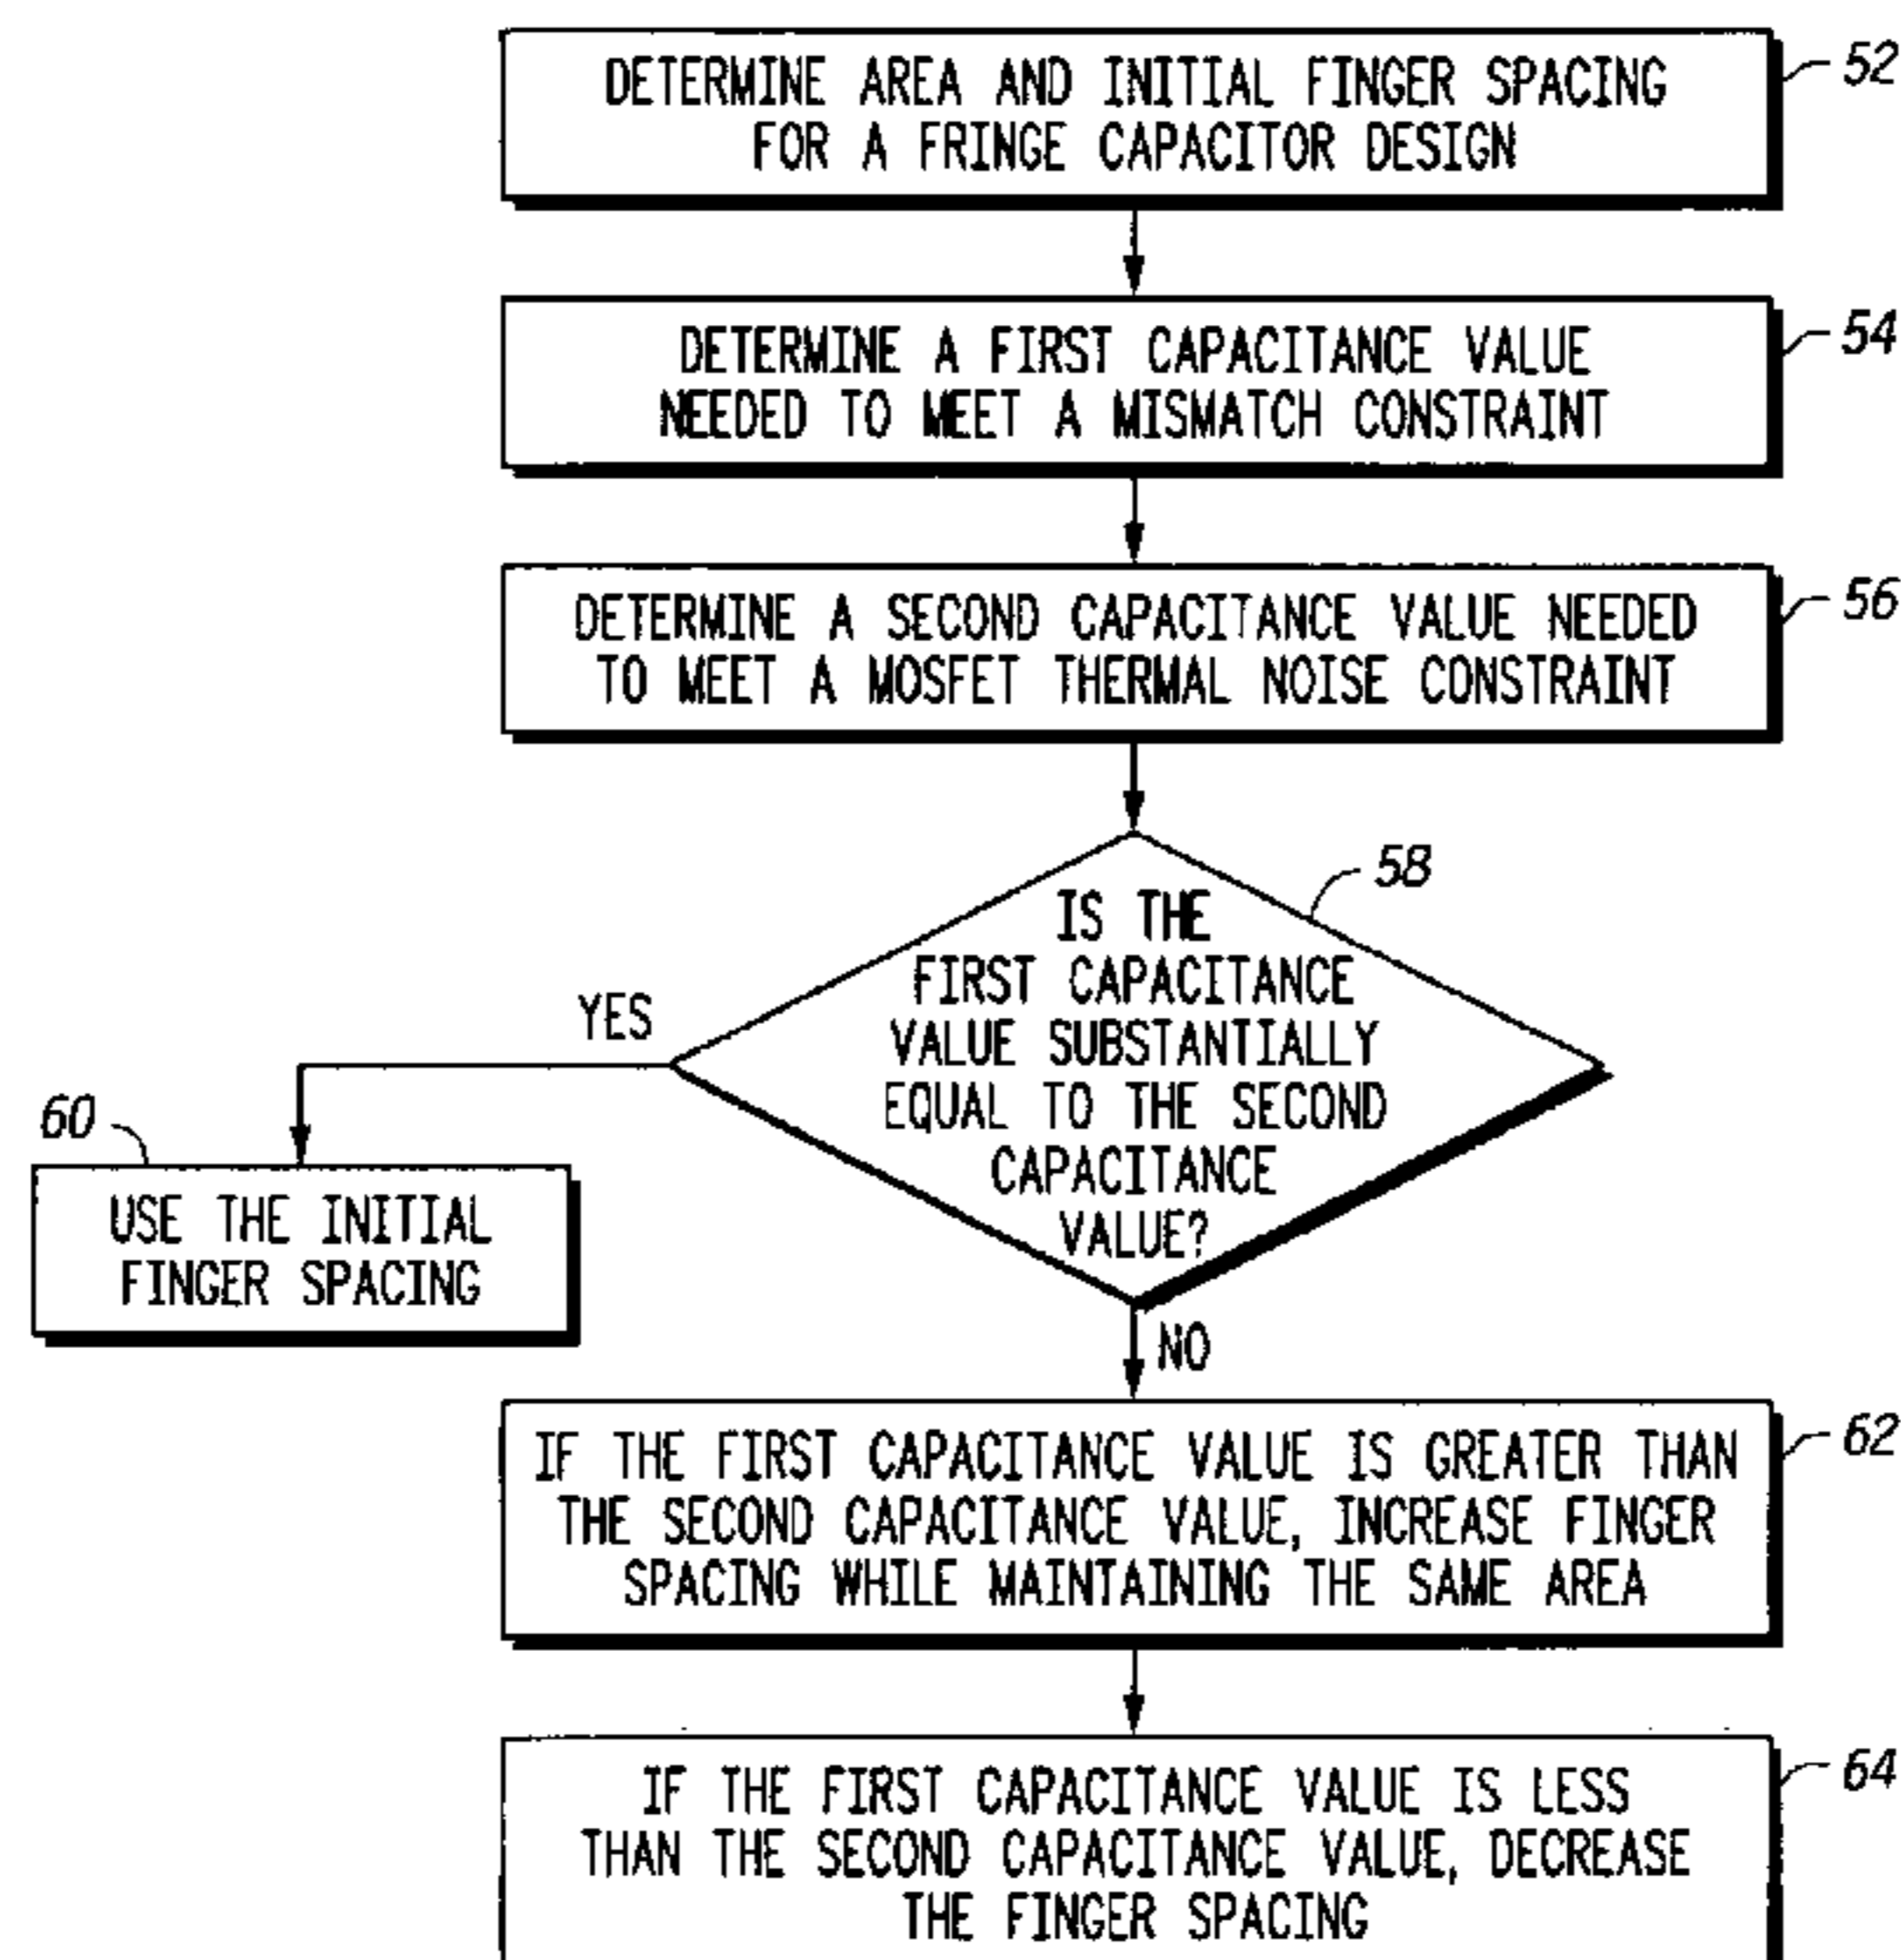 DETERMINE AREA AND INITIAL FINGER SPACING
FOR A FRINGE CAPACITOR DESIGN
52
DETERMINE A FIRST CAPACITANCE VALUE
NEEDED TO MEET A MISMATCH CONSTRAINT
54
DETERMINE A SECOND CAPACITANCE VALUE NEEDED
TO MEET A MOSFET THERMAL NOISE CONSTRAINT
56
58
IS THE
FIRST CAPACITANCE
VALUE SUBSTANTIALLY
EQUAL TO THE SECOND
CAPACITANCE
VALUE?
YES
60
USE THE INITIAL
FINGER SPACING
NO
IF THE FIRST CAPACITANCE VALUE IS GREATER THAN
THE SECOND CAPACITANCE VALUE, INCREASE FINGER
SPACING WHILE MAINTAINING THE SAME AREA
62
IF THE FIRST CAPACITANCE VALUE IS LESS
THAN THE SECOND CAPACITANCE VALUE, DECREASE
THE FINGER SPACING
64